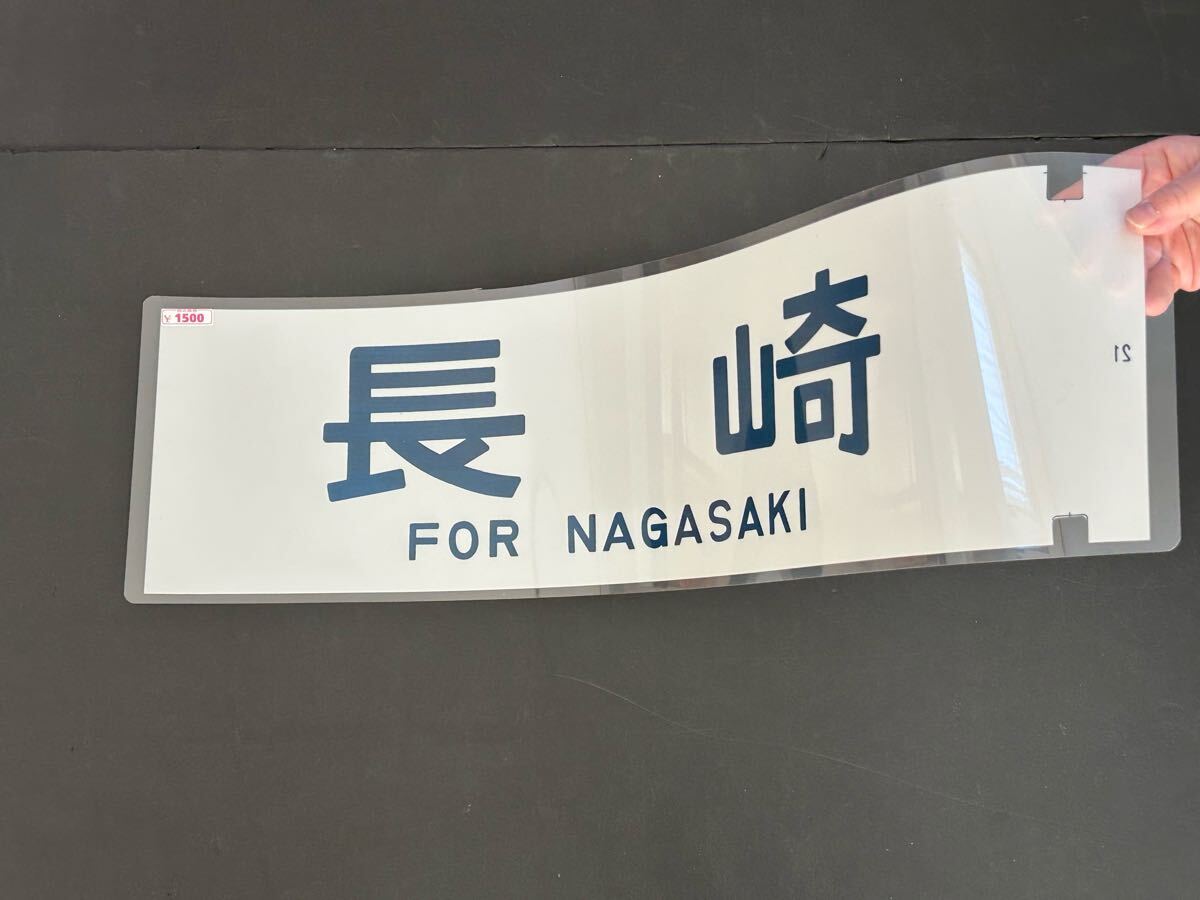 ¥1500
長崎
21
FOR NAGASAKI